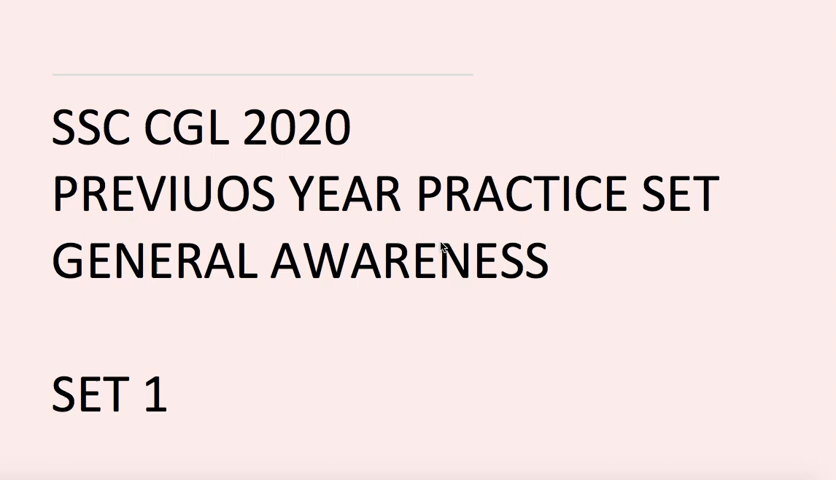 SSC CGL 2020
PREVIUOS YEAR PRACTICE SET
GENERAL AWARENESS
SET 1